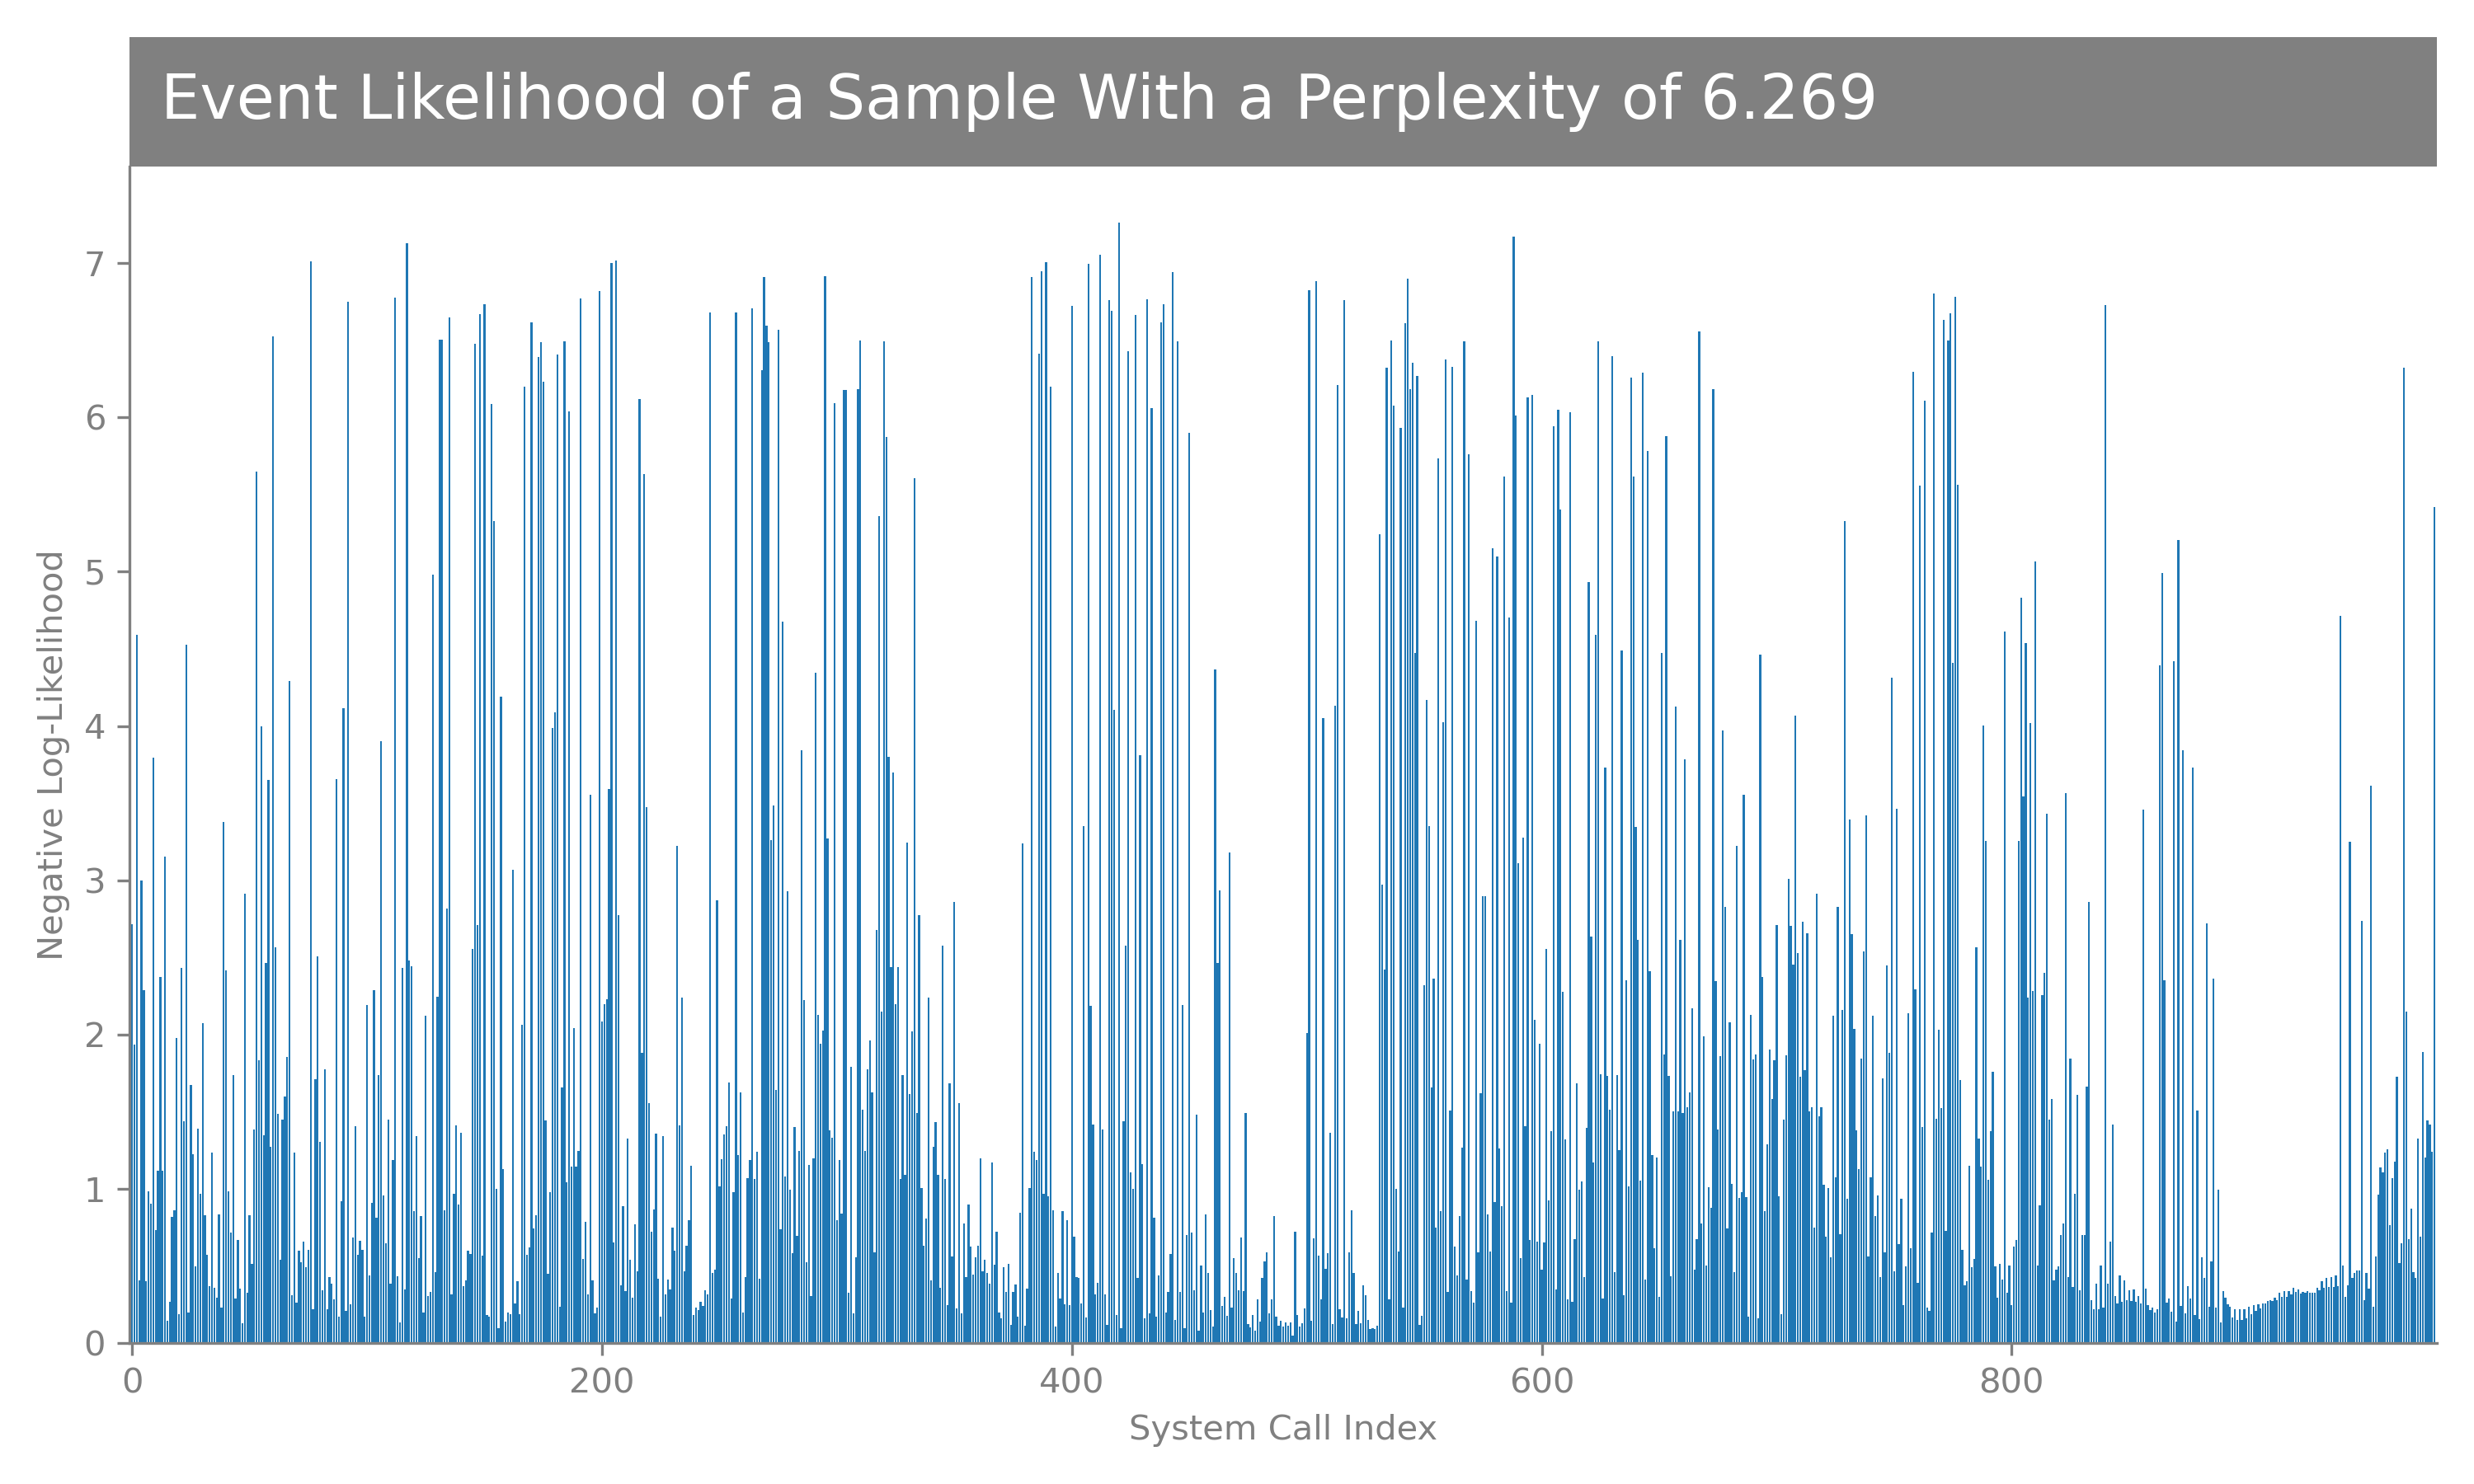 Event Likelihood of a Sample With a Perplexity of 6.269
Negative Log-Likelihood
7
6
5
4
3
2
1
0
0 200 400 600 800
System Call Index